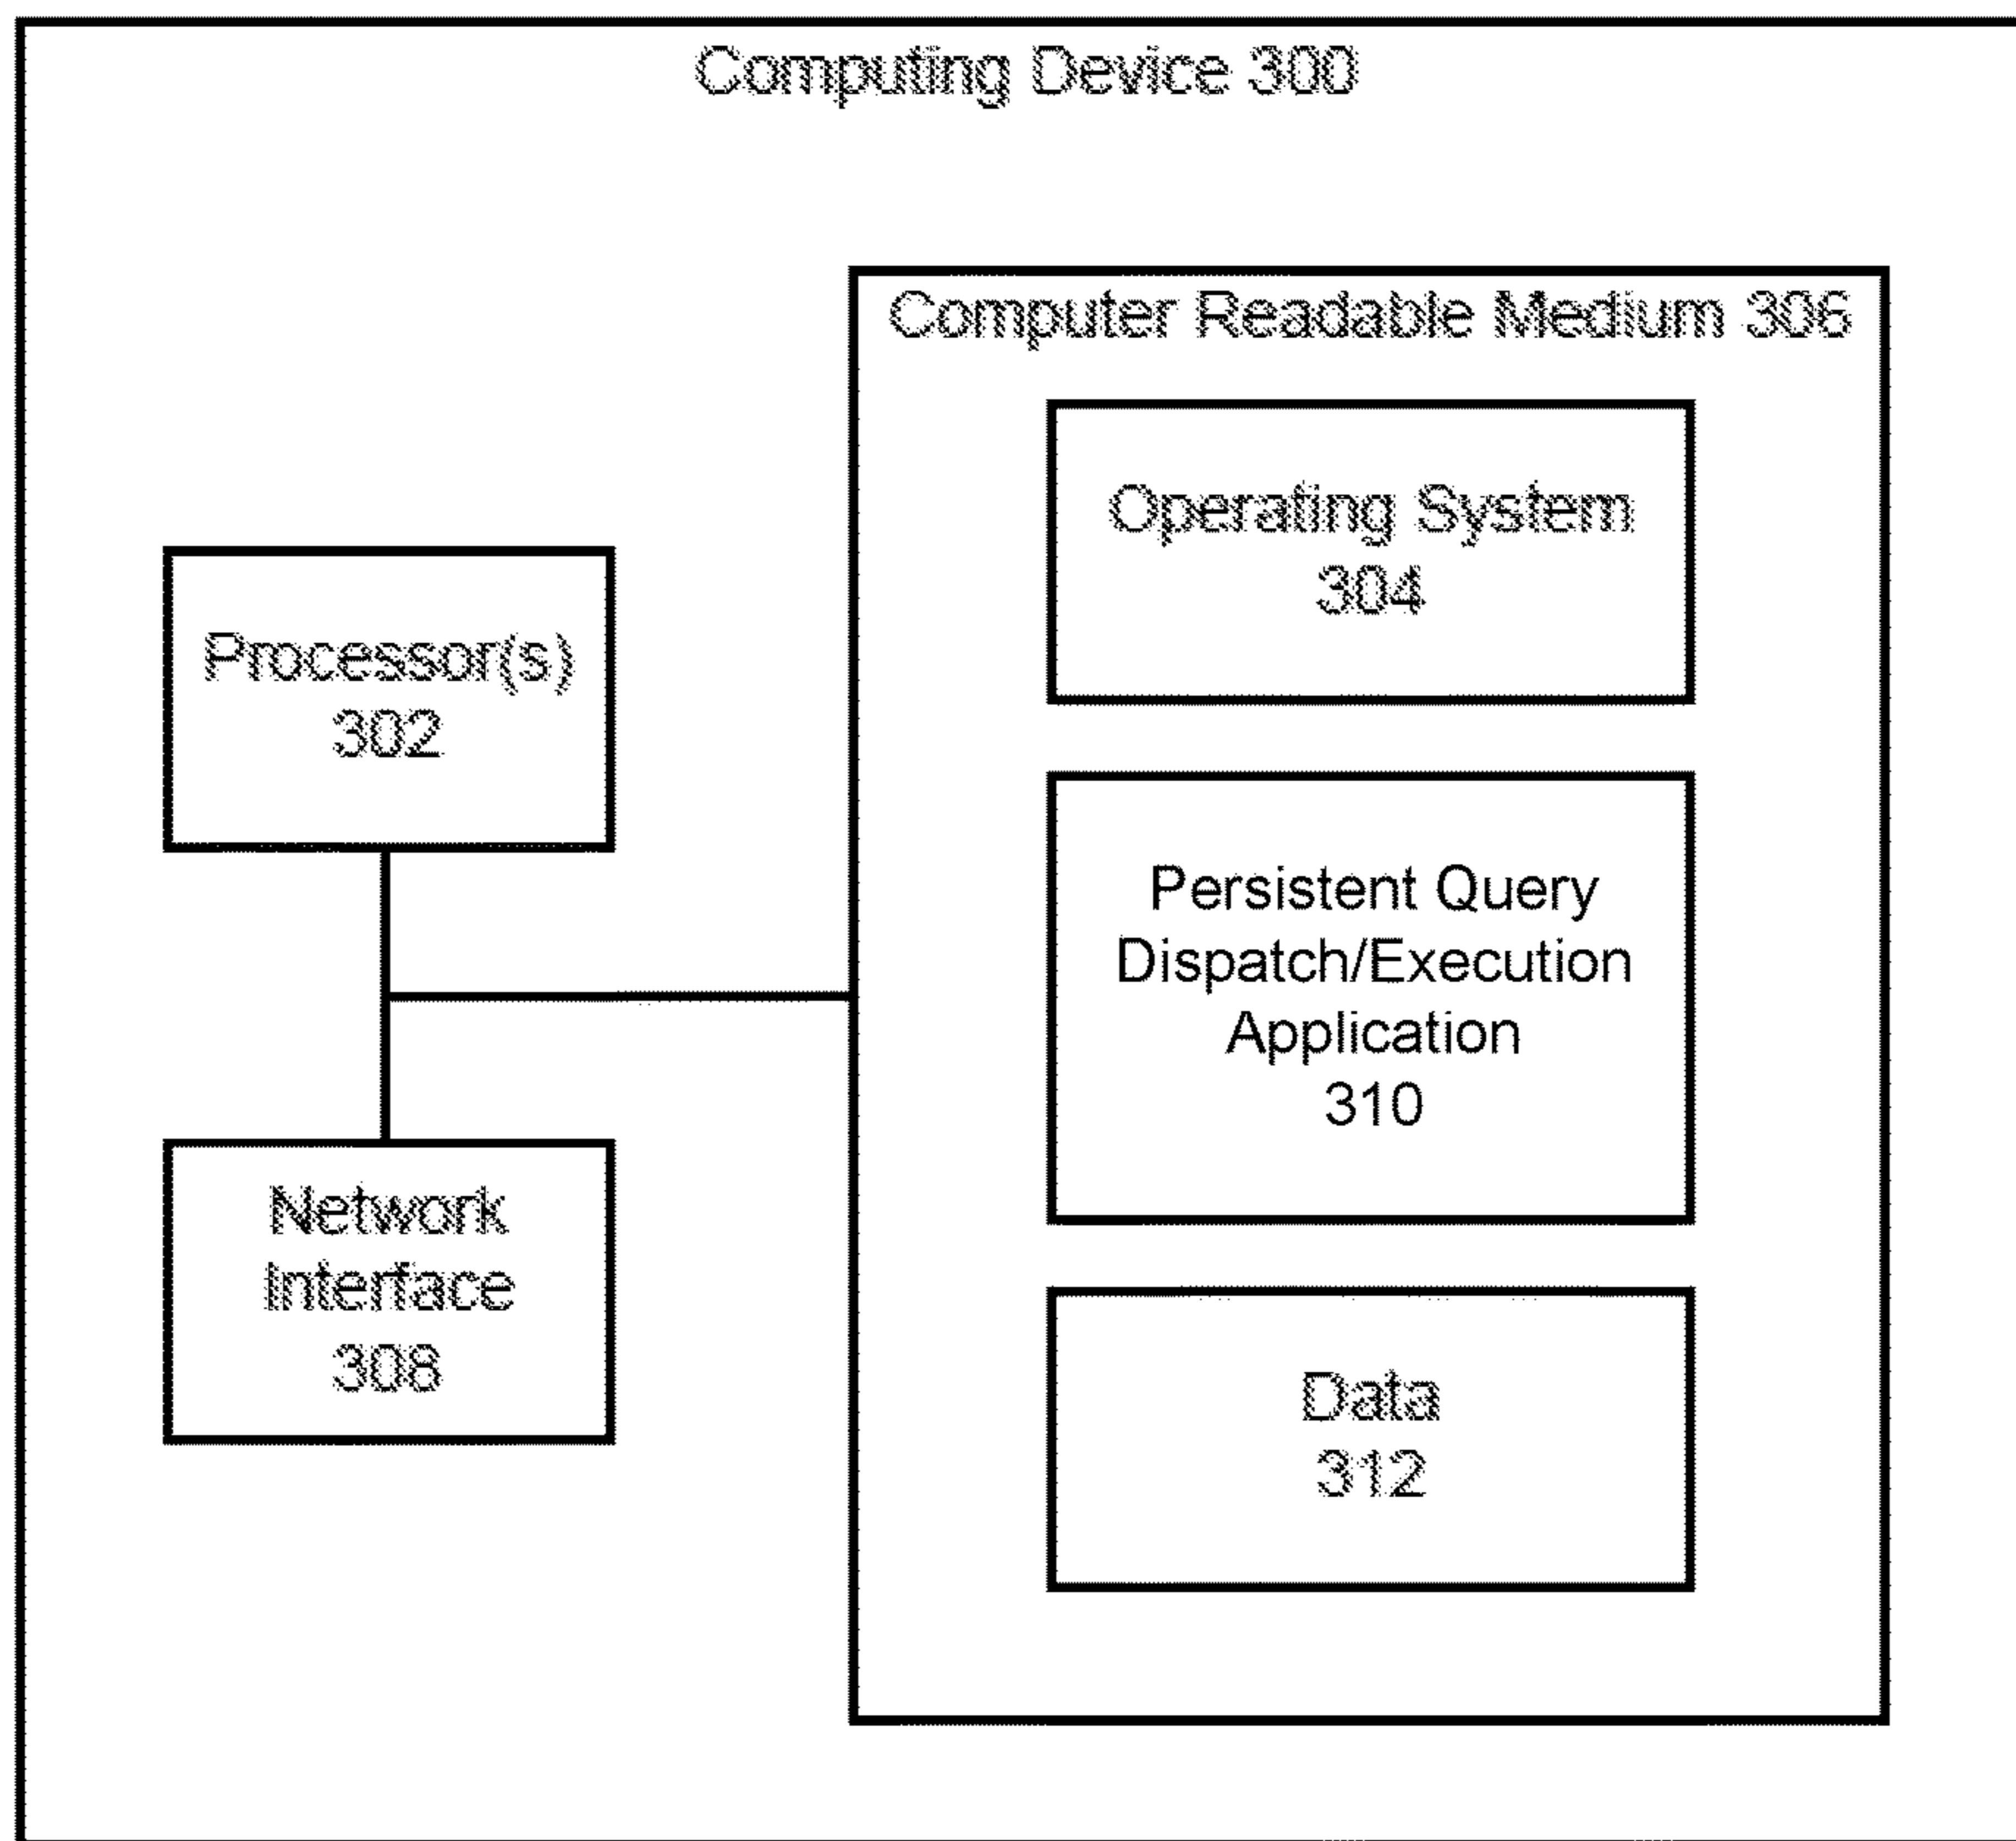 Computing Device 300
Computer Readable Medium 306
Operating System
304
Processor(s)
302
Persistent Query
Dispatch/Execution
Application
310
Network
Interface
308
Data
312